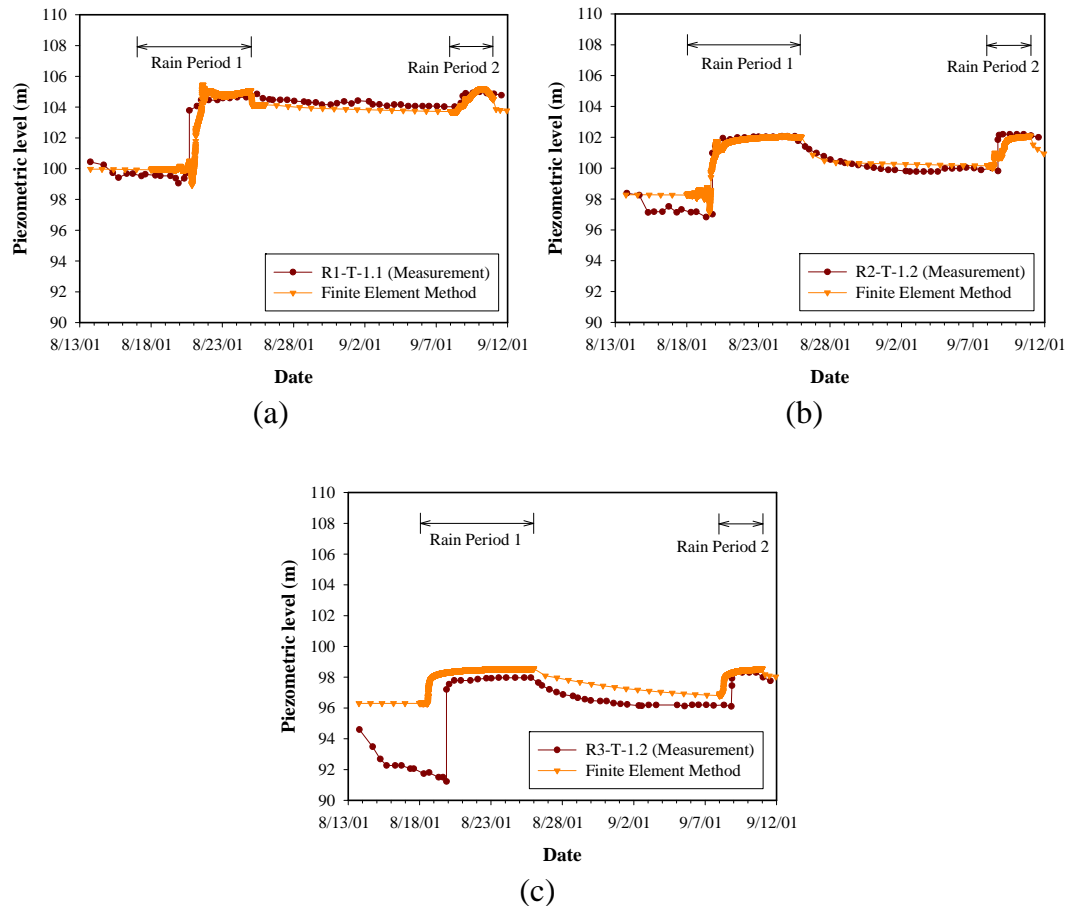 110
108
106
104
102
100
98
96
94
92
90
Piezometric level (m)
Rain Period 1
Rain Period 2
R1-T-1.1 (Measurement)
Finite Element Method
8/13/01 8/18/01 8/23/01 8/28/01 9/2/01 9/7/01 9/12/01
Date
(a)
110
108
106
104
102
100
98
96
94
92
90
Piezometric level (m)
Rain Period 1
Rain Period 2
R2-T-1.2 (Measurement)
Finite Element Method
8/13/01 8/18/01 8/23/01 8/28/01 9/2/01 9/7/01 9/12/01
Date
(b)
110
108
106
104
102
100
98
96
94
92
90
Piezometric level (m)
Rain Period 1
Rain Period 2
R3-T-1.2 (Measurement)
Finite Element Method
8/13/01 8/18/01 8/23/01 8/28/01 9/2/01 9/7/01 9/12/01
Date
(c)